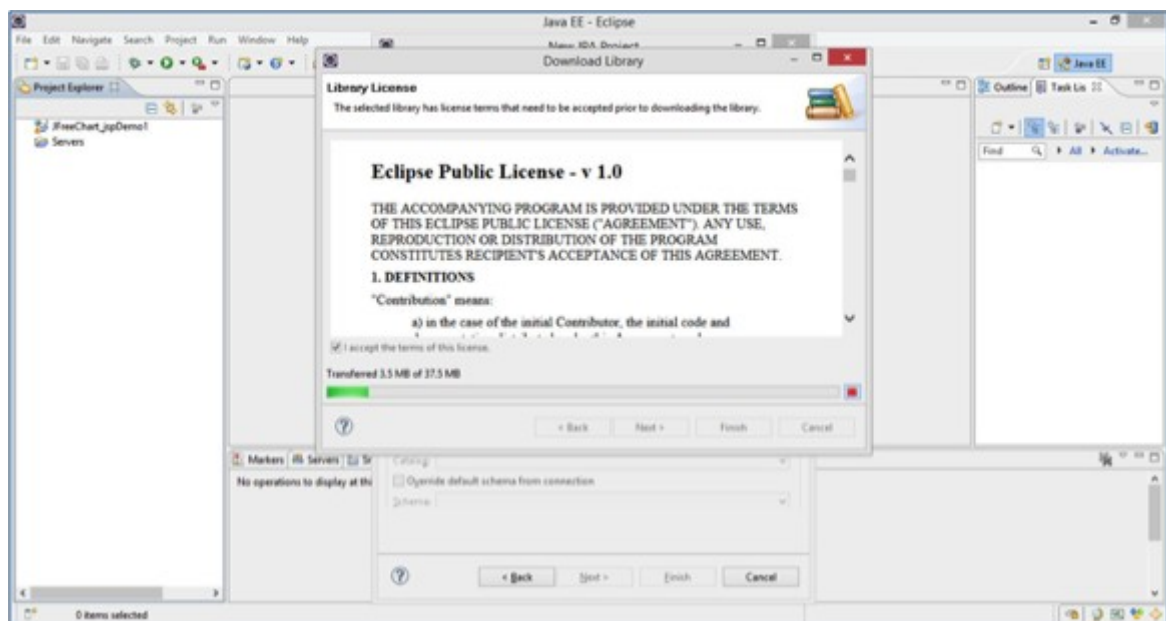 Java EE - Eclipse
File Edit Navigate Search Project Run Window Help
New JPA Project
Download Library
Java EE
Project Explorer
Library License
The selected library has license terms that need to be accepted prior to downloading the library.
Outline Task Lis
JFreeChart_jspDemo1
Servers
Find All Activate...
Eclipse Public License - v 1.0
THE ACCOMPANYING PROGRAM IS PROVIDED UNDER THE TERMS
OF THIS ECLIPSE PUBLIC LICENSE ("AGREEMENT"). ANY USE,
REPRODUCTION OR DISTRIBUTION OF THE PROGRAM
CONSTITUTES RECIPIENT'S ACCEPTANCE OF THIS AGREEMENT.
1. DEFINITIONS
"Contribution" means:
a) in the case of the initial Contributor, the initial code and
I accept the terms of this license.
Transferred 3.5 MB of 37.5 MB
< Back Next > Finish Cancel
Markers Servers
Catalog:
No operations to display at thi
Override default schema from connection
Schema:
< Back Next > Finish Cancel
0 items selected